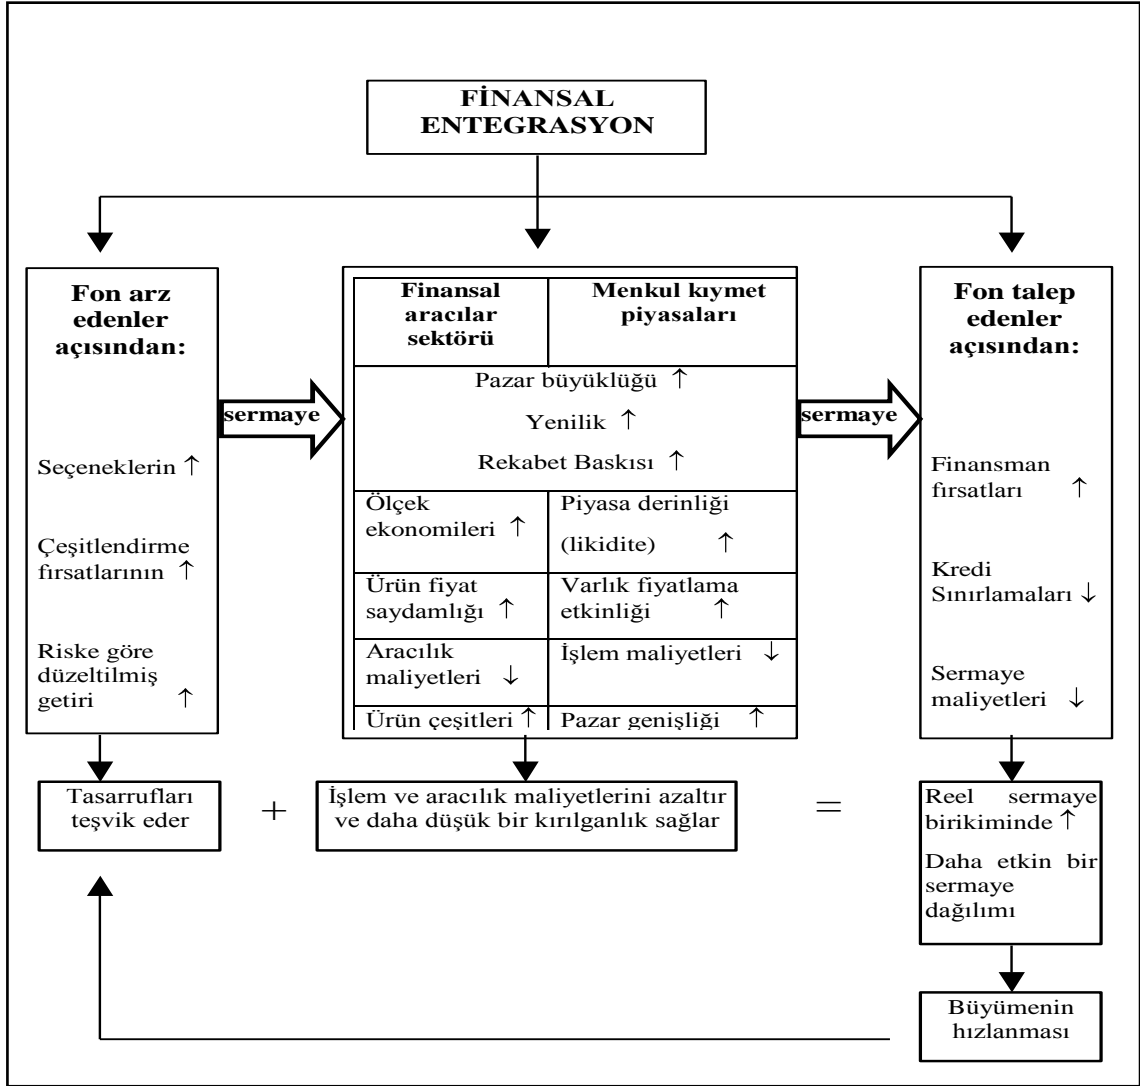 FİNANSAL
ENTEGRASYON
Fon arz
edenler
açısından:
Seçeneklerin ↑
Çeşitlendirme
fırsatlarının ↑
Riske göre
düzeltilmiş
getiri ↑
sermaye
Finansal
aracılar
sektörü
Menkul kıymet
piyasaları
Pazar büyüklüğü ↑
Yenilik ↑
Rekabet Baskısı ↑
Ölçek
ekonomileri ↑
Piyasa derinliği
(likidite) ↑
Ürün fiyat
saydamlığı ↑
Varlık fiyatlama
etkinliği ↑
Aracılık
maliyetleri ↓
İşlem maliyetleri ↓
Ürün çeşitleri ↑
Pazar genişliği ↑
sermaye
Fon talep
edenler
açısından:
Finansman
fırsatları ↑
Kredi
Sınırlamaları ↓
Sermaye
maliyetleri ↓
Tasarrufları
teşvik eder
+
İşlem ve aracılık maliyetlerini azaltır
ve daha düşük bir kırılganlık sağlar
=
Reel sermaye
birikiminde ↑
Daha etkin bir
sermaye
dağılımı
Büyümenin
hızlanması